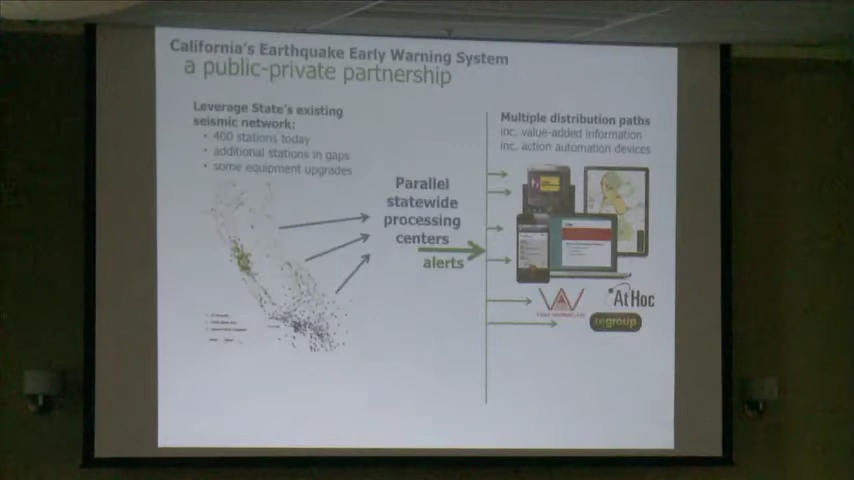 California's Earthquake Early Warning System
a public-private partnership
Leverage State's existing
seismic network:
• 400 stations today
• additional stations in gaps
• some equipment upgrades
Parallel
statewide
processing
centers
alerts
Multiple distribution paths
inc. value-added information
inc. action automation devices
AtHoc
regroup